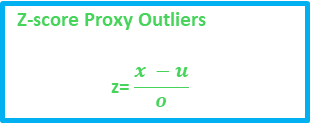 Z-score Proxy Outliers
z= x − u / o